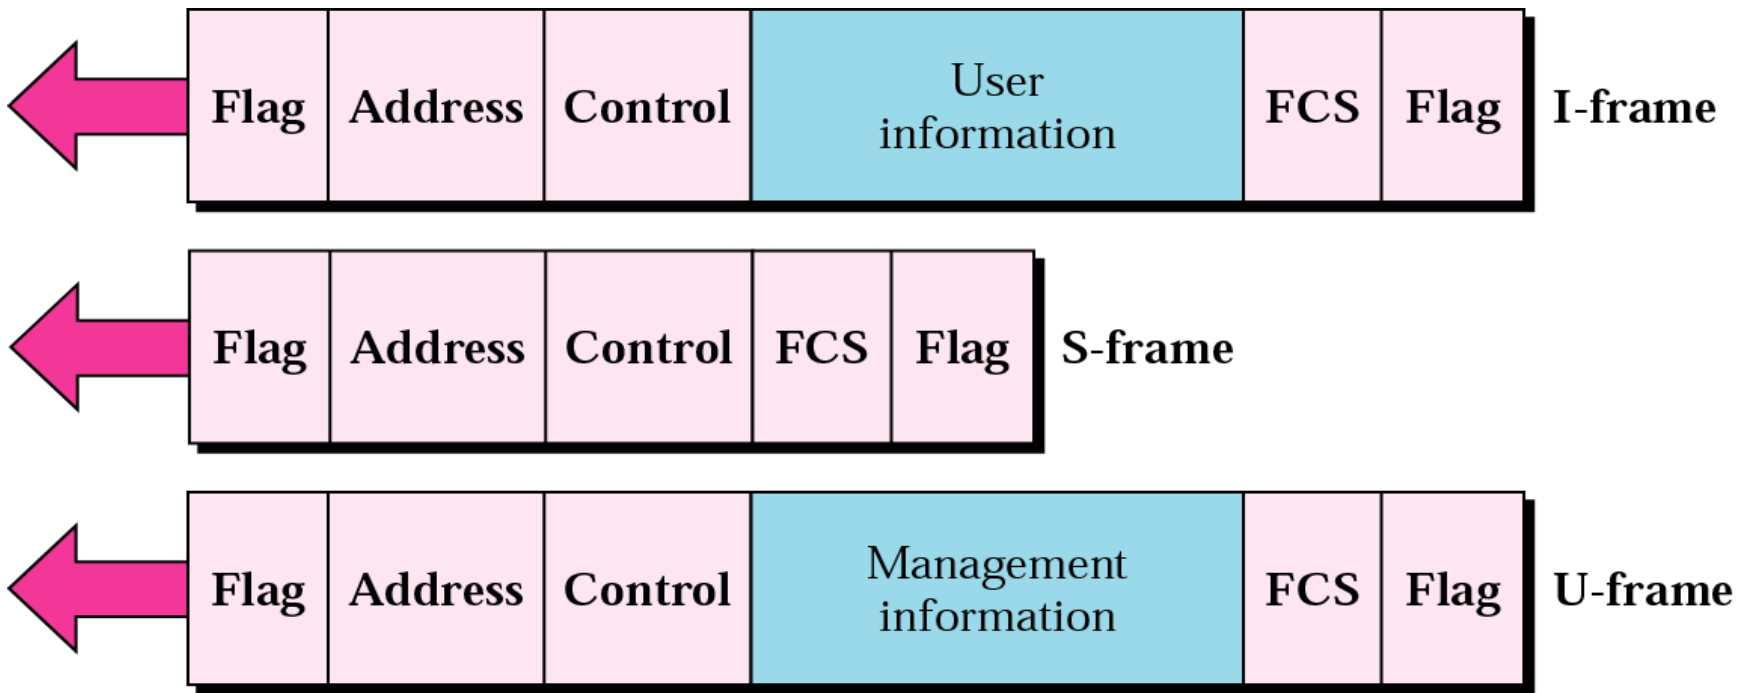 Flag Address Control User information FCS Flag I-frame
Flag Address Control FCS Flag S-frame
Flag Address Control Management information FCS Flag U-frame